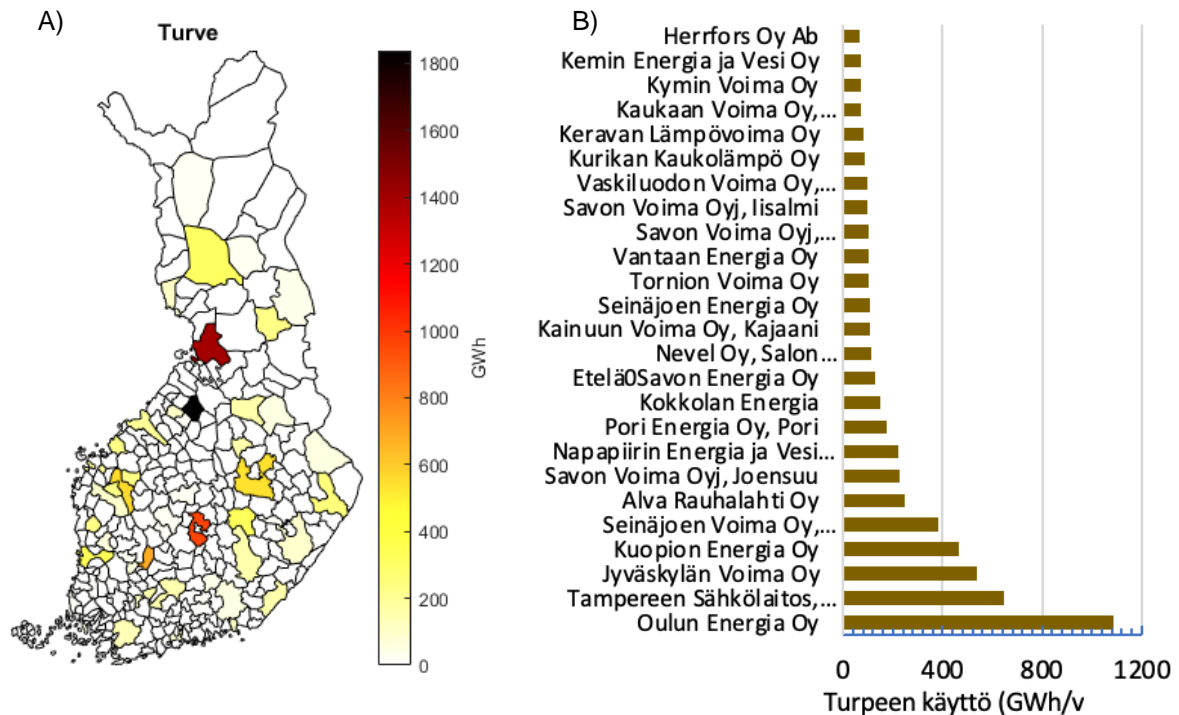 A)
Turve
1800
1600
1400
1200
1000
800
600
400
200
0
GWh
B)
Herrfors Oy Ab
Kemin Energia ja Vesi Oy
Kymin Voima Oy
Kaukaan Voima Oy,...
Keravan Lämpövoima Oy
Kurikan Kaukolämpö Oy
Vaskiluodon Voima Oy,...
Savon Voima Oyj, Iisalmi
Savon Voima Oyj,...
Vantaan Energia Oy
Tornion Voima Oy
Seinäjoen Energia Oy
Kainuun Voima Oy, Kajaani
Nevel Oy, Salon...
Etelä0Savon Energia Oy
Kokkolan Energia
Pori Energia Oy, Pori
Napapiirin Energia ja Vesi...
Savon Voima Oyj, Joensuu
Alva Rauhalahti Oy
Seinäjoen Voima Oy,...
Kuopion Energia Oy
Jyväskylän Voima Oy
Tampereen Sähkölaitos,...
Oulun Energia Oy
0 400 800 1200
Turpeen käyttö (GWh/v